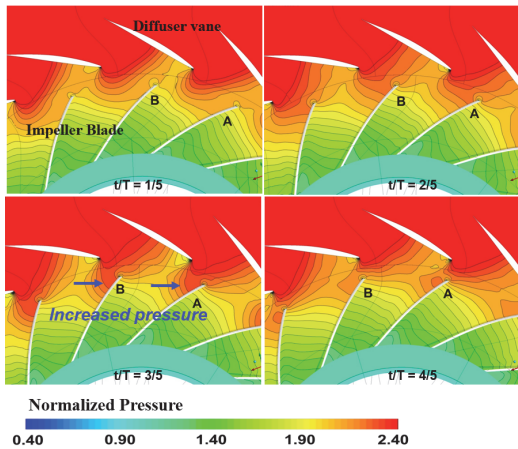 Diffuser vane
B
A
Impeller Blade
t/T = 1/5
B
A
t/T = 2/5
B
A
Increased pressure
t/T = 3/5
B
A
t/T = 4/5
Normalized Pressure
0.40 0.90 1.40 1.90 2.40